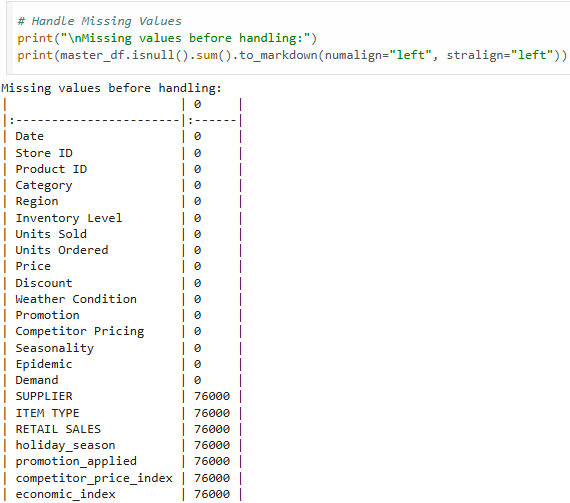 # Handle Missing Values
print("\nMissing values before handling:")
print(master_df.isnull().sum().to_markdown(numalign="left", stralign="left"))
Missing values before handling:
|                        | 0     |
|:-----------------------|:------|
| Date                   | 0     |
| Store ID               | 0     |
| Product ID             | 0     |
| Category               | 0     |
| Region                 | 0     |
| Inventory Level        | 0     |
| Units Sold             | 0     |
| Units Ordered          | 0     |
| Price                  | 0     |
| Discount               | 0     |
| Weather Condition      | 0     |
| Promotion              | 0     |
| Competitor Pricing     | 0     |
| Seasonality            | 0     |
| Epidemic               | 0     |
| Demand                 | 0     |
| SUPPLIER               | 76000 |
| ITEM TYPE              | 76000 |
| RETAIL SALES           | 76000 |
| holiday_season         | 76000 |
| promotion_applied      | 76000 |
| competitor_price_index | 76000 |
| economic_index         | 76000 |